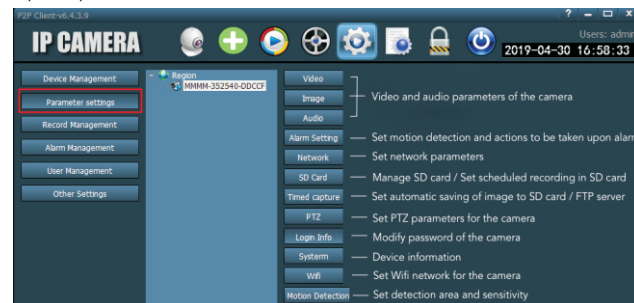 P2P Client-v6.4.3.9
IP CAMERA
Users: admin
2019-04-30 16:58:33
Device Management
Parameter settings
Record Management
Alarm Management
User Management
Other Settings
Region
MMMM-352540-DDCCF
Video
Image
Audio
Video and audio parameters of the camera
Alarm Setting — Set motion detection and actions to be taken upon alarm
Network — Set network parameters
SD Card — Manage SD card / Set scheduled recording in SD card
Timed capture — Set automatic saving of image to SD card / FTP server
PTZ — Set PTZ parameters for the camera
Login Info — Modify password of the camera
Systerm — Device information
Wifi — Set Wifi network for the camera
Motion Detection — Set detection area and sensitivity